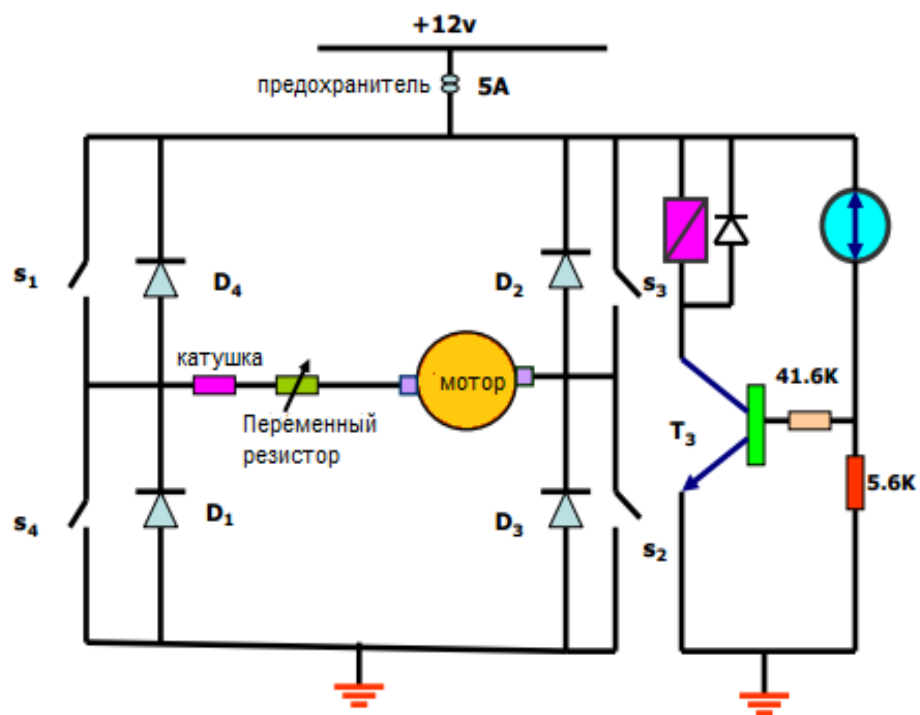 +12v
предохранитель 5A
s1
D4
D2
s3
катушка
мотор
41.6K
Переменный
резистор
T3
5.6K
s4
D1
D3
s2